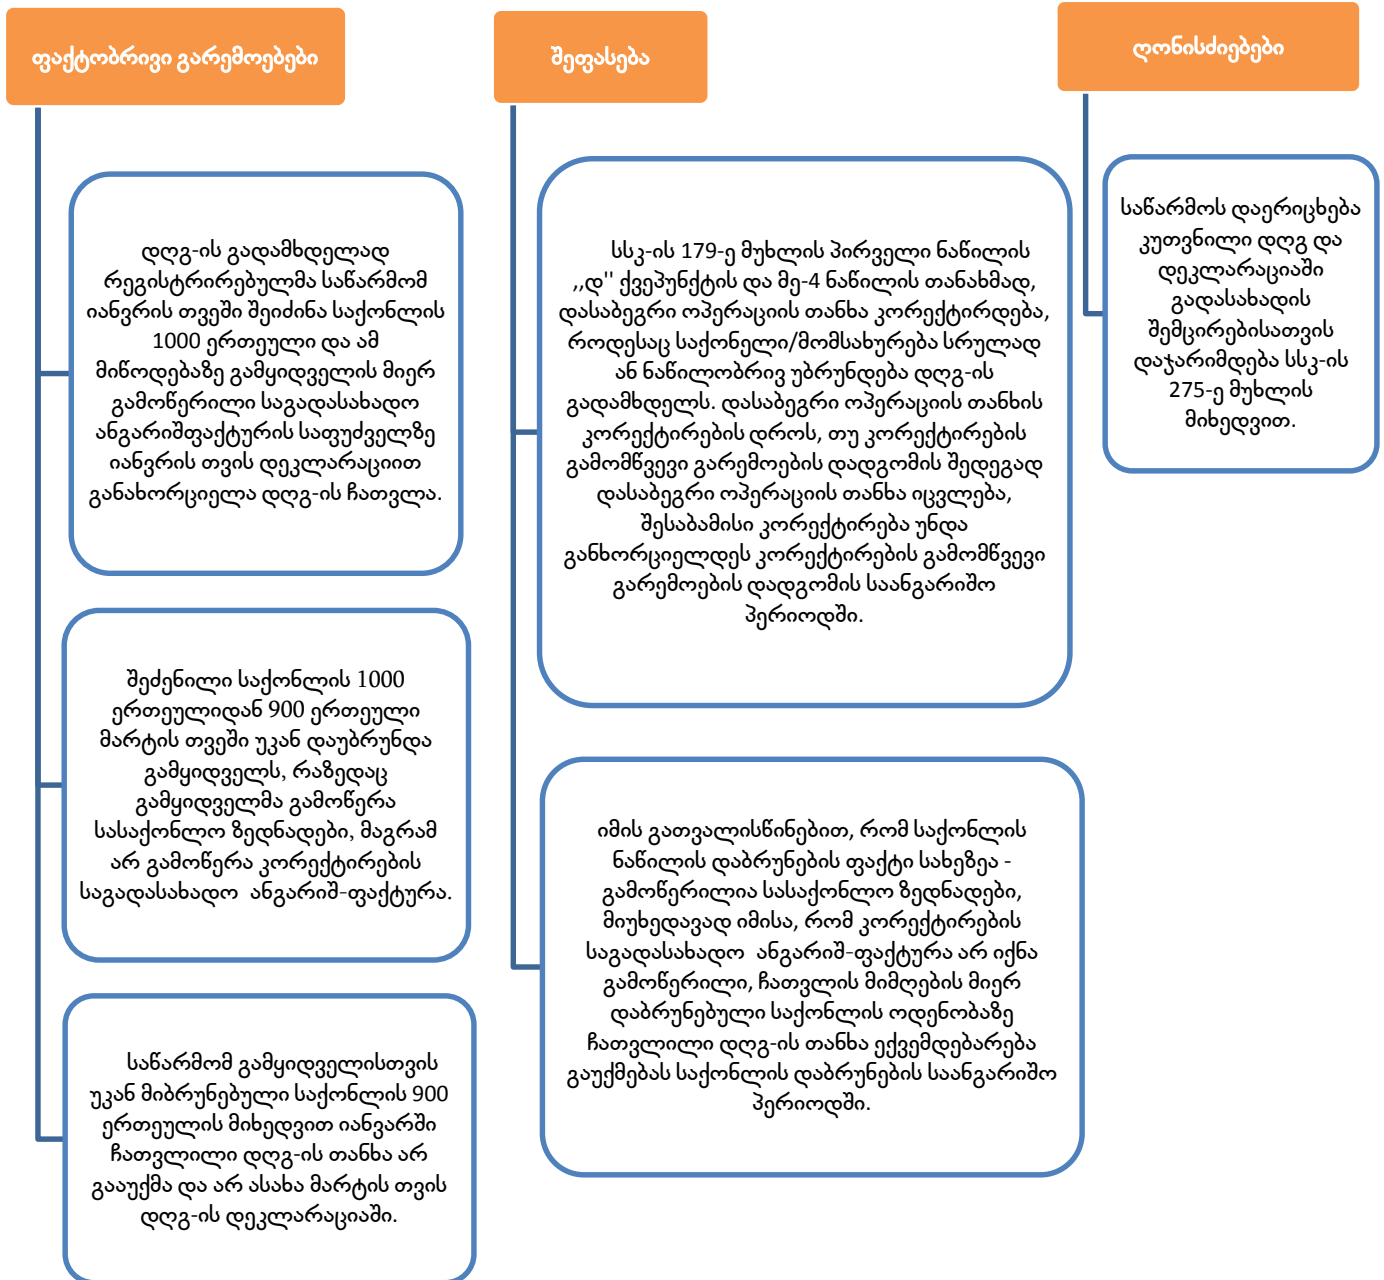 ფაქტობრივი გარემოებები
დღგ-ის გადამხდელად
რეგისტრირებულმა საწარმომ
იანვრის თვეში შეიძინა საქონლის
1000 ერთეული და ამ
მიწოდებაზე გამყიდველის მიერ
გამოწერილი საგადასახადო
ანგარიშფაქტურის საფუძველზე
იანვრის თვის დეკლარაციით
განახორციელა დღგ-ის ჩათვლა.
შეძენილი საქონლის 1000
ერთეულიდან 900 ერთეული
მარტის თვეში უკან დაუბრუნდა
გამყიდველს, რაზედაც
გამყიდველმა გამოწერა
სასაქონლო ზედნადები, მაგრამ
არ გამოწერა კორექტირების
საგადასახადო ანგარიშ-ფაქტურა.
საწარმომ გამყიდველისთვის
უკან მიბრუნებული საქონლის 900
ერთეულის მიხედვით იანვარში
ჩათვლილი დღგ-ის თანხა არ
გააუქმა და არ ასახა მარტის თვის
დღგ-ის დეკლარაციაში.
შეფასება
სსკ-ის 179-ე მუხლის პირველი ნაწილის
,,დ'' ქვეპუნქტის და მე-4 ნაწილის თანახმად,
დასაბეგრი ოპერაციის თანხა კორექტირდება,
როდესაც საქონელი/მომსახურება სრულად
ან ნაწილობრივ უბრუნდება დღგ-ის
გადამხდელს. დასაბეგრი ოპერაციის თანხის
კორექტირების დროს, თუ კორექტირების
გამომწვევი გარემოების დადგომის შედეგად
დასაბეგრი ოპერაციის თანხა იცვლება,
შესაბამისი კორექტირება უნდა
განხორციელდეს კორექტირების გამომწვევი
გარემოების დადგომის საანგარიშო
პერიოდში.
იმის გათვალისწინებით, რომ საქონლის
ნაწილის დაბრუნების ფაქტი სახეზეა -
გამოწერილია სასაქონლო ზედნადები,
მიუხედავად იმისა, რომ კორექტირების
საგადასახადო ანგარიშ-ფაქტურა არ იქნა
გამოწერილი, ჩათვლის მიმღების მიერ
დაბრუნებული საქონლის ოდენობაზე
ჩათვლილი დღგ-ის თანხა ექვემდებარება
გაუქმებას საქონლის დაბრუნების საანგარიშო
პერიოდში.
ღონისძიებები
საწარმოს დაერიცხება
კუთვნილი დღგ და
დეკლარაციაში
გადასახადის
შემცირებისათვის
დაჯარიმდება სსკ-ის
275-ე მუხლის
მიხედვით.